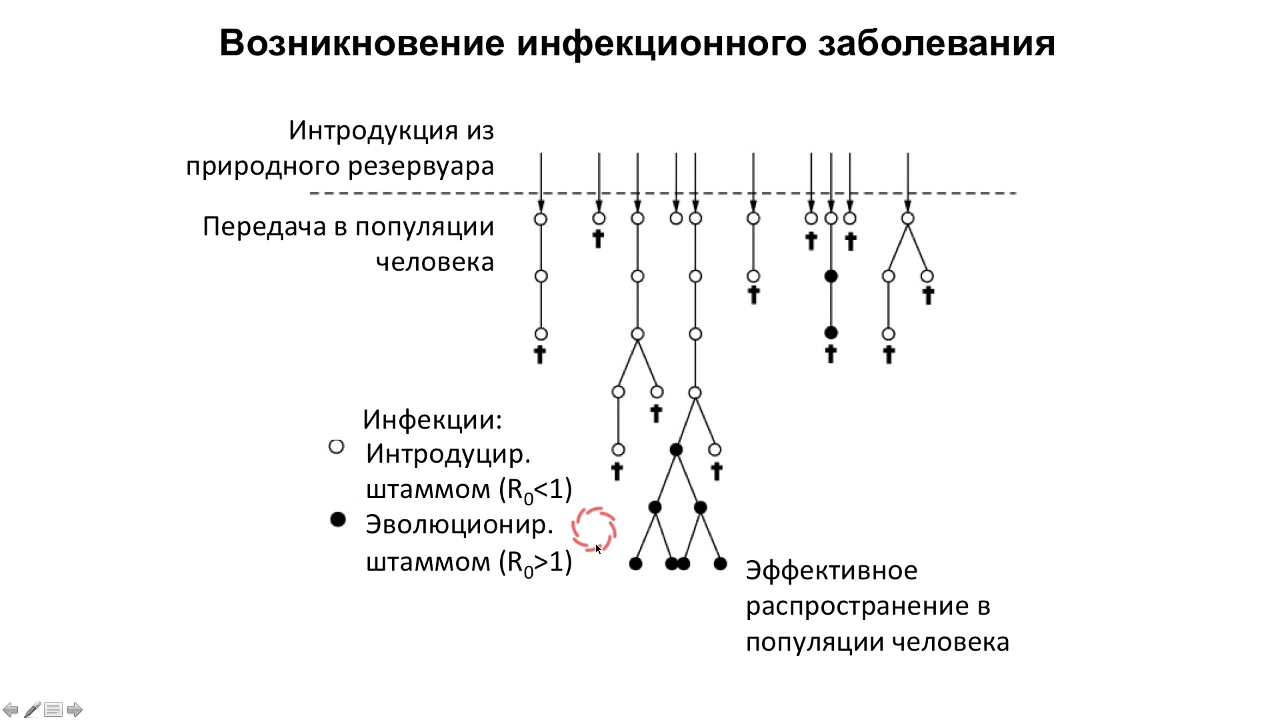 Возникновение инфекционного заболевания
Интродукция из
природного резервуара
Передача в популяции
человека
Инфекции:
Интродуцир.
штаммом (R0<1)
Эволюционир.
штаммом (R0>1)
Эффективное
распространение в
популяции человека